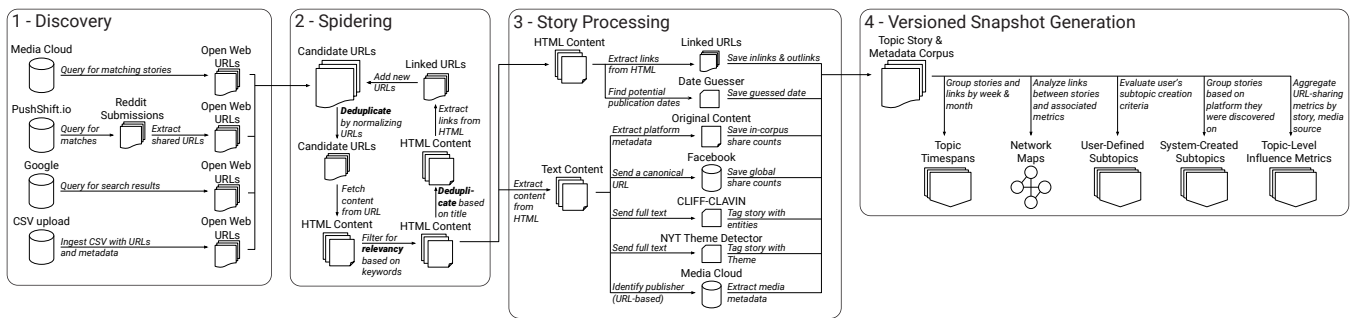 1 - Discovery
Media Cloud
Query for matching stories
Open Web
URLs
PushShift.io
Query for
matches
Reddit
Submissions
Extract
shared URLs
Open Web
URLs
Google
Query for search results
Open Web
URLs
CSV upload
Ingest CSV with URLs
and metadata
Open Web
URLs
2 - Spidering
Candidate URLs
Linked URLs
Add new
URLs
Deduplicate
by normalizing
URLs
Extract
links from
HTML
Candidate URLs
HTML Content
Fetch
content
from URL
Dedupli-
cate based
on title
HTML Content
Filter for
relevancy
based on
keywords
HTML Content
3 - Story Processing
HTML Content
Extract links
from HTML
Linked URLs
Save inlinks & outlinks
Find potential
publication dates
Date Guesser
Save guessed date
Extract
content
from
HTML
Text Content
Extract platform
metadata
Original Content
Save in-corpus
share counts
Send a canonical
URL
Facebook
Save global
share counts
Send full text
CLIFF-CLAVIN
Tag story with
entities
Send full text
NYT Theme Detector
Tag story with
Theme
Identify publisher
(URL-based)
Media Cloud
Extract media
metadata
4 - Versioned Snapshot Generation
Topic Story &
Metadata Corpus
Group stories and
links by week &
month
Topic
Timespans
Analyze links
between stories
and associated
metrics
Network
Maps
Evaluate user's
subtopic creation
criteria
User-Defined
Subtopics
Group stories
based on
platform they
were discovered
on
System-Created
Subtopics
Aggregate
URL-sharing
metrics by
story, media
source
Topic-Level
Influence Metrics